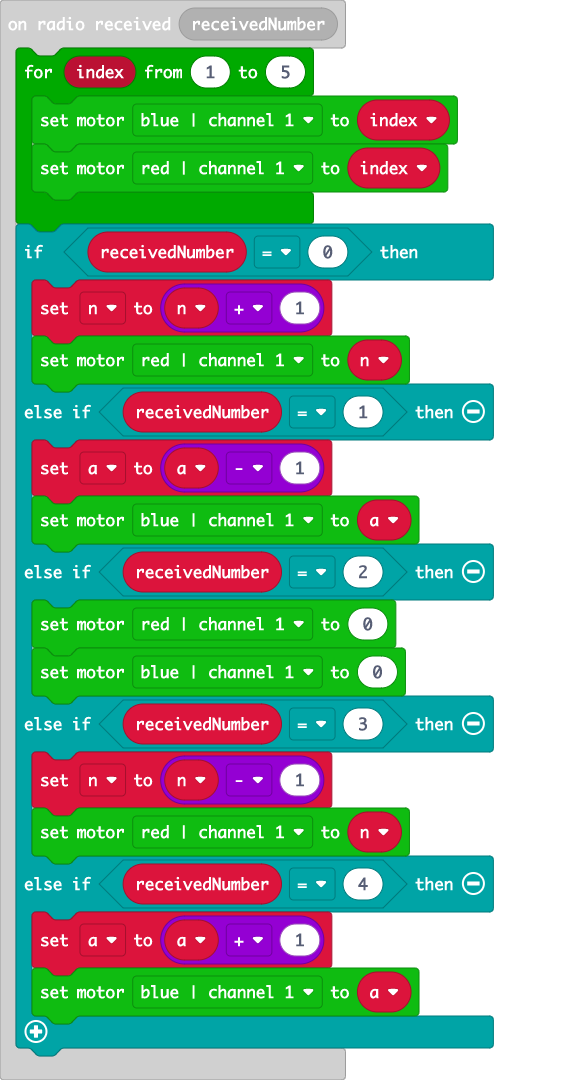 on radio received receivedNumber
for index from 1 to 5
set motor blue | channel 1 to index
set motor red | channel 1 to index
if receivedNumber = 0 then
set n to n + 1
set motor red | channel 1 to n
else if receivedNumber = 1 then
set a to a - 1
set motor blue | channel 1 to a
else if receivedNumber = 2 then
set motor red | channel 1 to 0
set motor blue | channel 1 to 0
else if receivedNumber = 3 then
set n to n - 1
set motor red | channel 1 to n
else if receivedNumber = 4 then
set a to a + 1
set motor blue | channel 1 to a